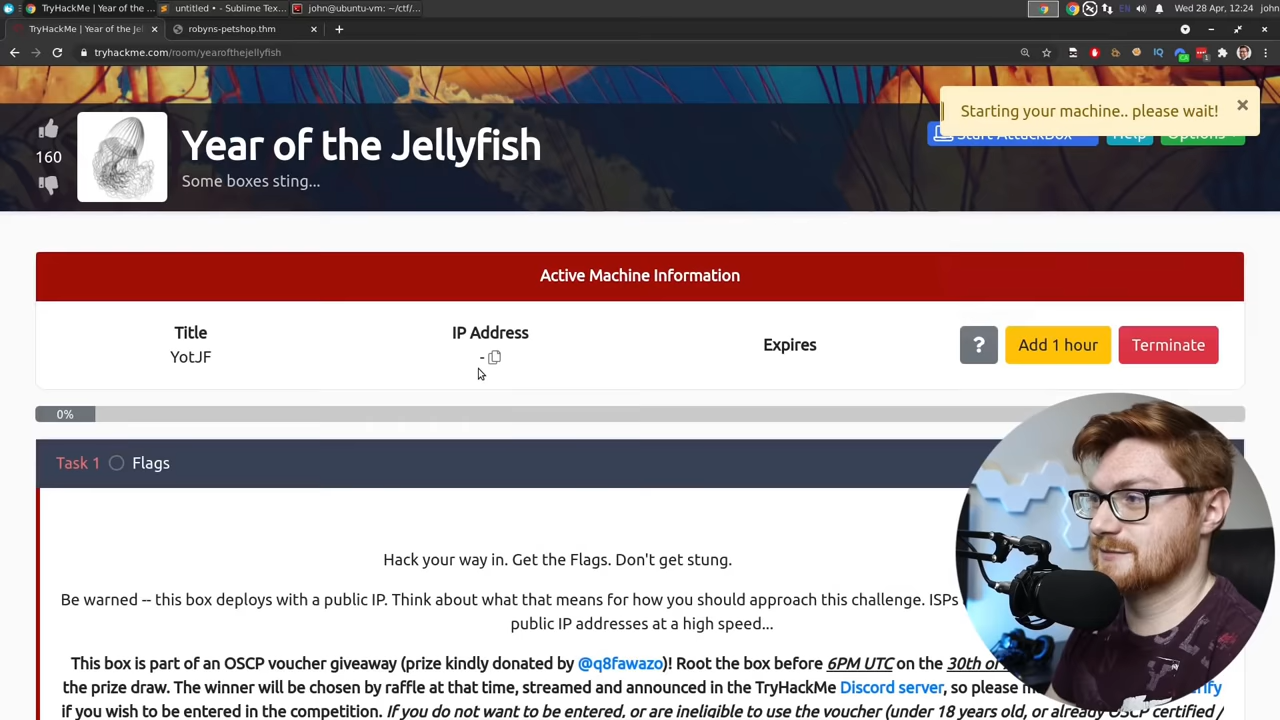 TryHackMe | Year of the ... untitled • - Sublime Tex... john@ubuntu-vm: ~/ctf/... EN Wed 28 Apr, 12:24 john
TryHackMe | Year of the Jel robyns-petshop.thm
tryhackme.com/room/yearofthejellyfish
Starting your machine.. please wait!
160
Year of the Jellyfish
Start AttackBox Help Options
Some boxes sting...
Active Machine Information
Title IP Address Expires ? Add 1 hour Terminate
YotJF -
0%
Task 1 Flags
Hack your way in. Get the Flags. Don't get stung.
Be warned -- this box deploys with a public IP. Think about what that means for how you should approach this challenge. ISPs
public IP addresses at a high speed...
This box is part of an OSCP voucher giveaway (prize kindly donated by @q8fawazo)! Root the box before 6PM UTC on the 30th of
the prize draw. The winner will be chosen by raffle at that time, streamed and announced in the TryHackMe Discord server, so please
if you wish to be entered in the competition. If you do not want to be entered, or are ineligible to use the voucher (under 18 years old, or already OSCP certified /